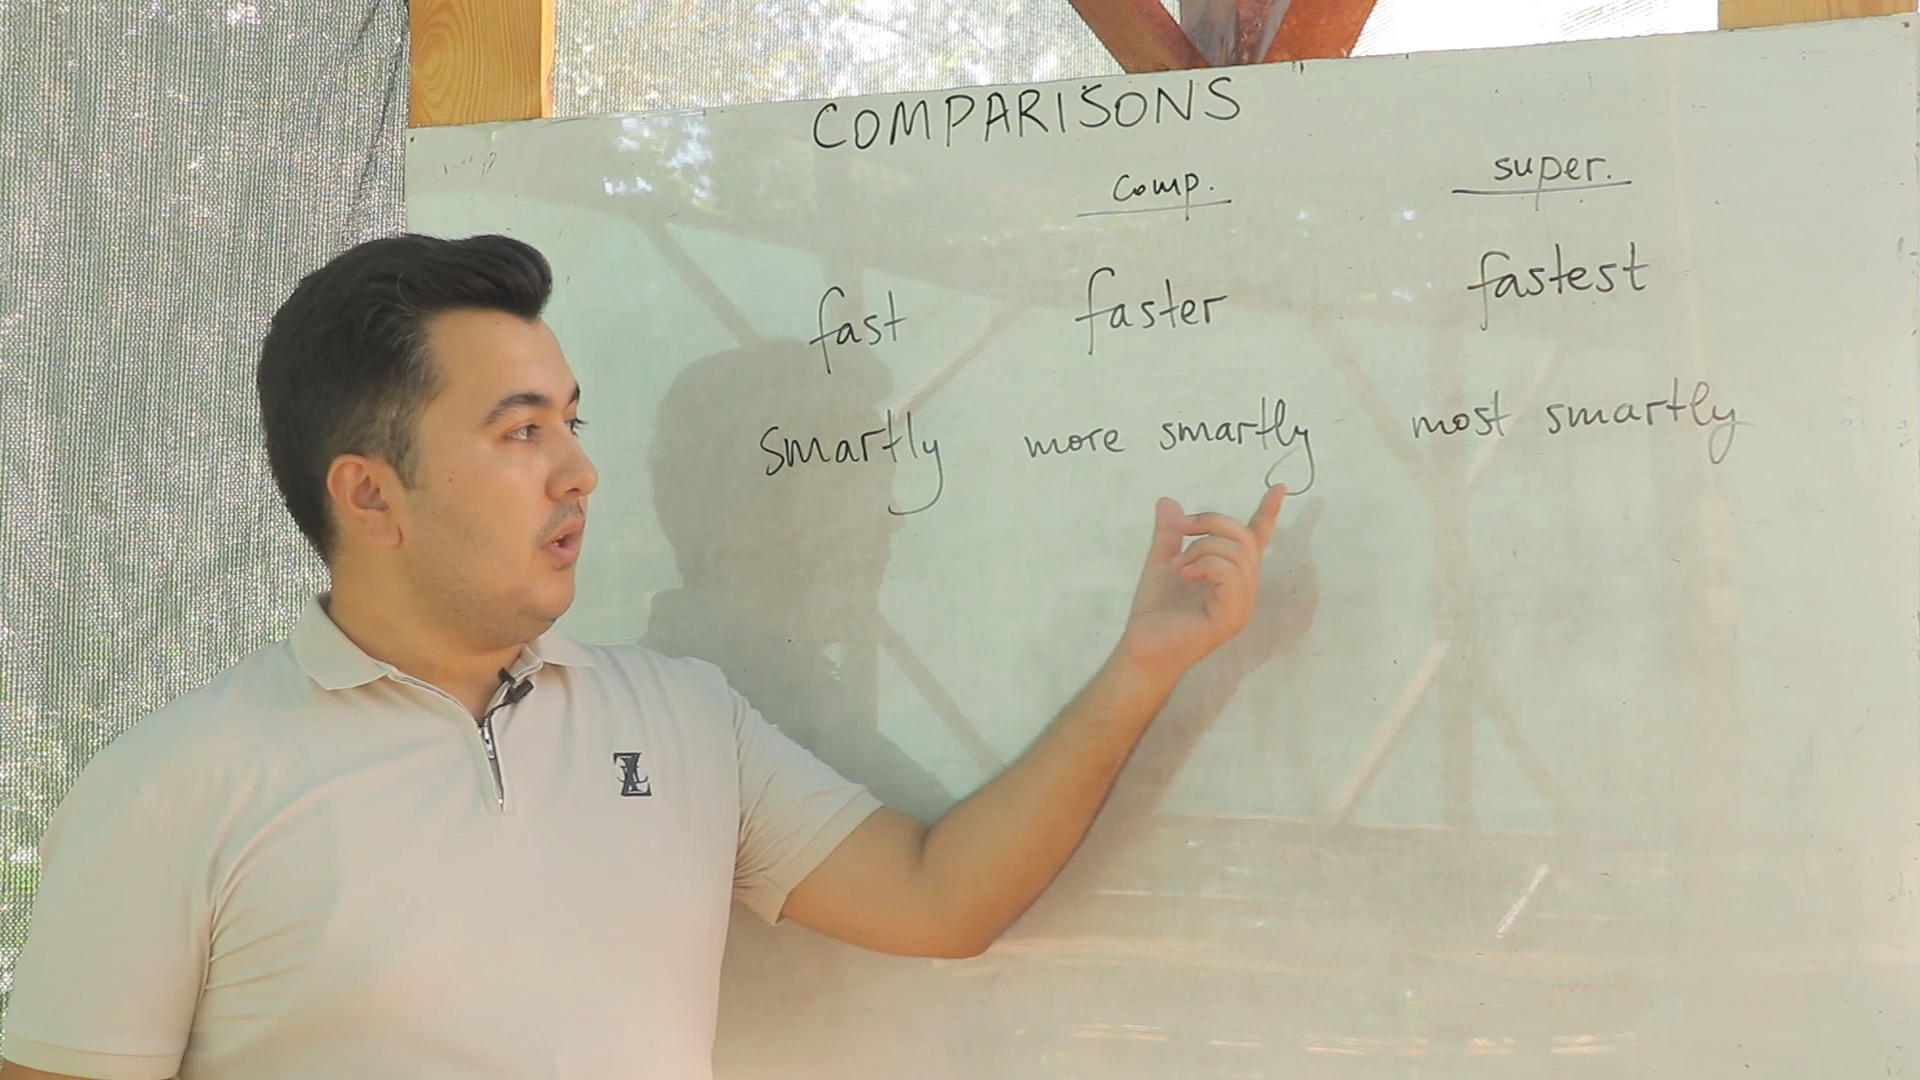 COMPARISONS
comp. super.
fast faster fastest
smartly more smartly most smartly